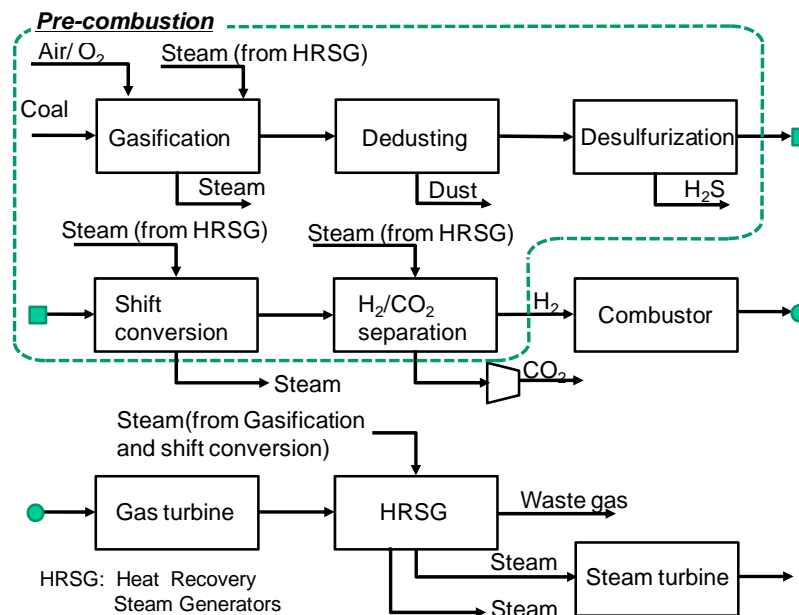 Pre-combustion
Air/ O₂
Steam (from HRSG)
Coal
Gasification
Dedusting
Desulfurization
Steam
Dust
H₂S
Steam (from HRSG)
Steam (from HRSG)
Shift
conversion
H₂/CO₂
separation
H₂
Combustor
Steam
CO₂
Steam(from Gasification
and shift conversion)
Gas turbine
HRSG
Waste gas
Steam
Steam turbine
HRSG: Heat Recovery
Steam Generators
Steam